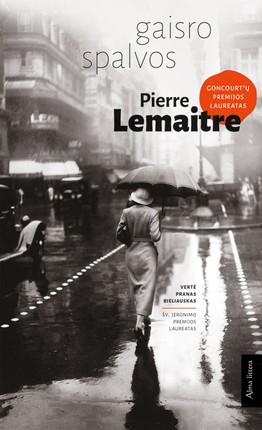 gaisro
spalvos
GONCOURT'Ų
PREMIJOS
LAUREATAS
Pierre
Lemaitre
VERTĖ
PRANAS
BIELIAUSKAS
ŠV. JERONIMO
PREMIJOS
LAUREATAS
Alma littera